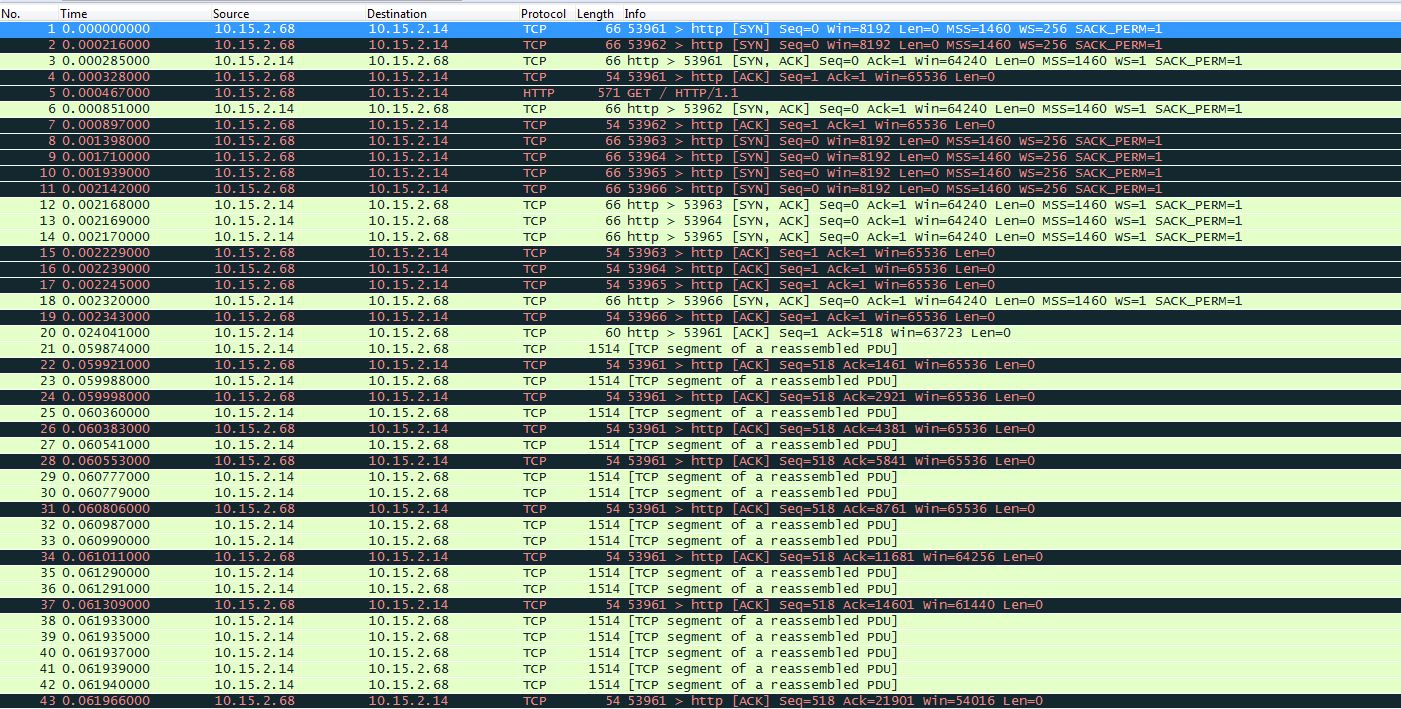 No. Time Source Destination Protocol Length Info
1 0.000000000 10.15.2.68 10.15.2.14 TCP 66 53961 > http [SYN] Seq=0 Win=8192 Len=0 MSS=1460 WS=256 SACK_PERM=1
2 0.000216000 10.15.2.68 10.15.2.14 TCP 66 53962 > http [SYN] Seq=0 Win=8192 Len=0 MSS=1460 WS=256 SACK_PERM=1
3 0.000285000 10.15.2.14 10.15.2.68 TCP 66 http > 53961 [SYN, ACK] Seq=0 Ack=1 Win=64240 Len=0 MSS=1460 WS=1 SACK_PERM=1
4 0.000328000 10.15.2.68 10.15.2.14 TCP 54 53961 > http [ACK] Seq=1 Ack=1 Win=65536 Len=0
5 0.000467000 10.15.2.68 10.15.2.14 HTTP 571 GET / HTTP/1.1
6 0.000851000 10.15.2.14 10.15.2.68 TCP 66 http > 53962 [SYN, ACK] Seq=0 Ack=1 Win=64240 Len=0 MSS=1460 WS=1 SACK_PERM=1
7 0.000897000 10.15.2.68 10.15.2.14 TCP 54 53962 > http [ACK] Seq=1 Ack=1 Win=65536 Len=0
8 0.001398000 10.15.2.68 10.15.2.14 TCP 66 53963 > http [SYN] Seq=0 Win=8192 Len=0 MSS=1460 WS=256 SACK_PERM=1
9 0.001710000 10.15.2.68 10.15.2.14 TCP 66 53964 > http [SYN] Seq=0 Win=8192 Len=0 MSS=1460 WS=256 SACK_PERM=1
10 0.001939000 10.15.2.68 10.15.2.14 TCP 66 53965 > http [SYN] Seq=0 Win=8192 Len=0 MSS=1460 WS=256 SACK_PERM=1
11 0.002142000 10.15.2.68 10.15.2.14 TCP 66 53966 > http [SYN] Seq=0 Win=8192 Len=0 MSS=1460 WS=256 SACK_PERM=1
12 0.002168000 10.15.2.14 10.15.2.68 TCP 66 http > 53963 [SYN, ACK] Seq=0 Ack=1 Win=64240 Len=0 MSS=1460 WS=1 SACK_PERM=1
13 0.002169000 10.15.2.14 10.15.2.68 TCP 66 http > 53964 [SYN, ACK] Seq=0 Ack=1 Win=64240 Len=0 MSS=1460 WS=1 SACK_PERM=1
14 0.002170000 10.15.2.14 10.15.2.68 TCP 66 http > 53965 [SYN, ACK] Seq=0 Ack=1 Win=64240 Len=0 MSS=1460 WS=1 SACK_PERM=1
15 0.002229000 10.15.2.68 10.15.2.14 TCP 54 53963 > http [ACK] Seq=1 Ack=1 Win=65536 Len=0
16 0.002239000 10.15.2.68 10.15.2.14 TCP 54 53964 > http [ACK] Seq=1 Ack=1 Win=65536 Len=0
17 0.002245000 10.15.2.68 10.15.2.14 TCP 54 53965 > http [ACK] Seq=1 Ack=1 Win=65536 Len=0
18 0.002320000 10.15.2.14 10.15.2.68 TCP 66 http > 53966 [SYN, ACK] Seq=0 Ack=1 Win=64240 Len=0 MSS=1460 WS=1 SACK_PERM=1
19 0.002343000 10.15.2.68 10.15.2.14 TCP 54 53966 > http [ACK] Seq=1 Ack=1 Win=65536 Len=0
20 0.024041000 10.15.2.14 10.15.2.68 TCP 60 http > 53961 [ACK] Seq=1 Ack=518 Win=63723 Len=0
21 0.059874000 10.15.2.14 10.15.2.68 TCP 1514 [TCP segment of a reassembled PDU]
22 0.059921000 10.15.2.68 10.15.2.14 TCP 54 53961 > http [ACK] Seq=518 Ack=1461 Win=65536 Len=0
23 0.059988000 10.15.2.14 10.15.2.68 TCP 1514 [TCP segment of a reassembled PDU]
24 0.059998000 10.15.2.68 10.15.2.14 TCP 54 53961 > http [ACK] Seq=518 Ack=2921 Win=65536 Len=0
25 0.060360000 10.15.2.14 10.15.2.68 TCP 1514 [TCP segment of a reassembled PDU]
26 0.060383000 10.15.2.68 10.15.2.14 TCP 54 53961 > http [ACK] Seq=518 Ack=4381 Win=65536 Len=0
27 0.060541000 10.15.2.14 10.15.2.68 TCP 1514 [TCP segment of a reassembled PDU]
28 0.060553000 10.15.2.68 10.15.2.14 TCP 54 53961 > http [ACK] Seq=518 Ack=5841 Win=65536 Len=0
29 0.060777000 10.15.2.14 10.15.2.68 TCP 1514 [TCP segment of a reassembled PDU]
30 0.060779000 10.15.2.14 10.15.2.68 TCP 1514 [TCP segment of a reassembled PDU]
31 0.060806000 10.15.2.68 10.15.2.14 TCP 54 53961 > http [ACK] Seq=518 Ack=8761 Win=65536 Len=0
32 0.060987000 10.15.2.14 10.15.2.68 TCP 1514 [TCP segment of a reassembled PDU]
33 0.060990000 10.15.2.14 10.15.2.68 TCP 1514 [TCP segment of a reassembled PDU]
34 0.061011000 10.15.2.68 10.15.2.14 TCP 54 53961 > http [ACK] Seq=518 Ack=11681 Win=64256 Len=0
35 0.061290000 10.15.2.14 10.15.2.68 TCP 1514 [TCP segment of a reassembled PDU]
36 0.061291000 10.15.2.14 10.15.2.68 TCP 1514 [TCP segment of a reassembled PDU]
37 0.061309000 10.15.2.68 10.15.2.14 TCP 54 53961 > http [ACK] Seq=518 Ack=14601 Win=61440 Len=0
38 0.061933000 10.15.2.14 10.15.2.68 TCP 1514 [TCP segment of a reassembled PDU]
39 0.061935000 10.15.2.14 10.15.2.68 TCP 1514 [TCP segment of a reassembled PDU]
40 0.061937000 10.15.2.14 10.15.2.68 TCP 1514 [TCP segment of a reassembled PDU]
41 0.061939000 10.15.2.14 10.15.2.68 TCP 1514 [TCP segment of a reassembled PDU]
42 0.061940000 10.15.2.14 10.15.2.68 TCP 1514 [TCP segment of a reassembled PDU]
43 0.061966000 10.15.2.68 10.15.2.14 TCP 54 53961 > http [ACK] Seq=518 Ack=21901 Win=54016 Len=0